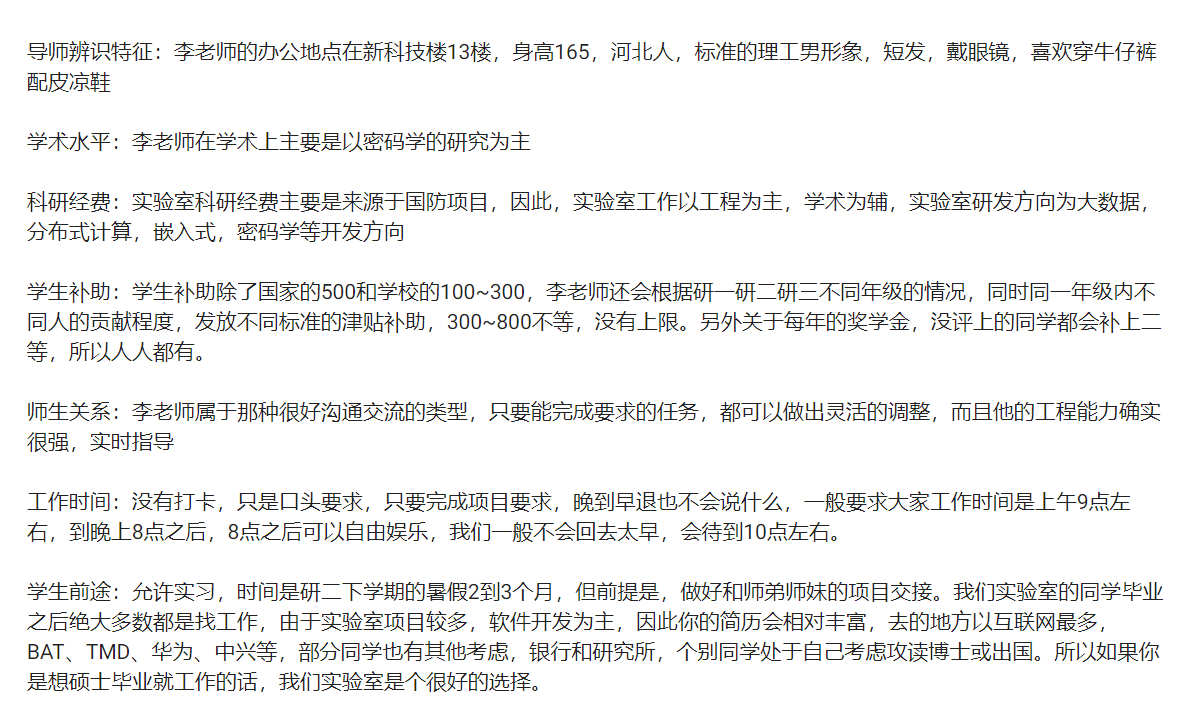 导师辨识特征：李老师的办公地点在新科技楼13楼，身高165，河北人，标准的理工男形象，短发，戴眼镜，喜欢穿牛仔裤
配皮凉鞋
学术水平：李老师在学术上主要是以密码学的研究为主
科研经费：实验室科研经费主要是来源于国防项目，因此，实验室工作以工程为主，学术为辅，实验室研发方向为大数据，
分布式计算，嵌入式，密码学等开发方向
学生补助：学生补助除了国家的500和学校的100~300，李老师还会根据研一研二研三不同年级的情况，同时同一年级内不
同人的贡献程度，发放不同标准的津贴补助，300~800不等，没有上限。另外关于每年的奖学金，没评上的同学都会补上二
等，所以人人都有。
师生关系：李老师属于那种很好沟通交流的类型，只要能完成要求的任务，都可以做出灵活的调整，而且他的工程能力确实
很强，实时指导
工作时间：没有打卡，只是口头要求，只要完成项目要求，晚到早退也不会说什么，一般要求大家工作时间是上午9点左
右，到晚上8点之后，8点之后可以自由娱乐，我们一般不会回去太早，会待到10点左右。
学生前途：允许实习，时间是研二下学期的暑假2到3个月，但前提是，做好和师弟师妹的项目交接。我们实验室的同学毕业
之后绝大多数都是找工作，由于实验室项目较多，软件开发为主，因此你的简历会相对丰富，去的地方以互联网最多，
BAT、TMD、华为、中兴等，部分同学也有其他考虑，银行和研究所，个别同学处于自己考虑攻读博士或出国。所以如果你
是想硕士毕业就工作的话，我们实验室是个很好的选择。